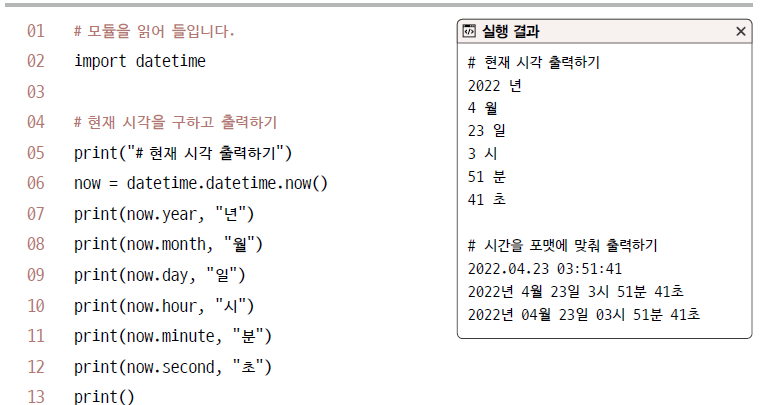 01 # 모듈을 읽어 들입니다.
02 import datetime
03
04 # 현재 시각을 구하고 출력하기
05 print("# 현재 시각 출력하기")
06 now = datetime.datetime.now()
07 print(now.year, "년")
08 print(now.month, "월")
09 print(now.day, "일")
10 print(now.hour, "시")
11 print(now.minute, "분")
12 print(now.second, "초")
13 print()
실행 결과
# 현재 시각 출력하기
2022 년
4 월
23 일
3 시
51 분
41 초
# 시간을 포맷에 맞춰 출력하기
2022.04.23 03:51:41
2022년 4월 23일 3시 51분 41초
2022년 04월 23일 03시 51분 41초